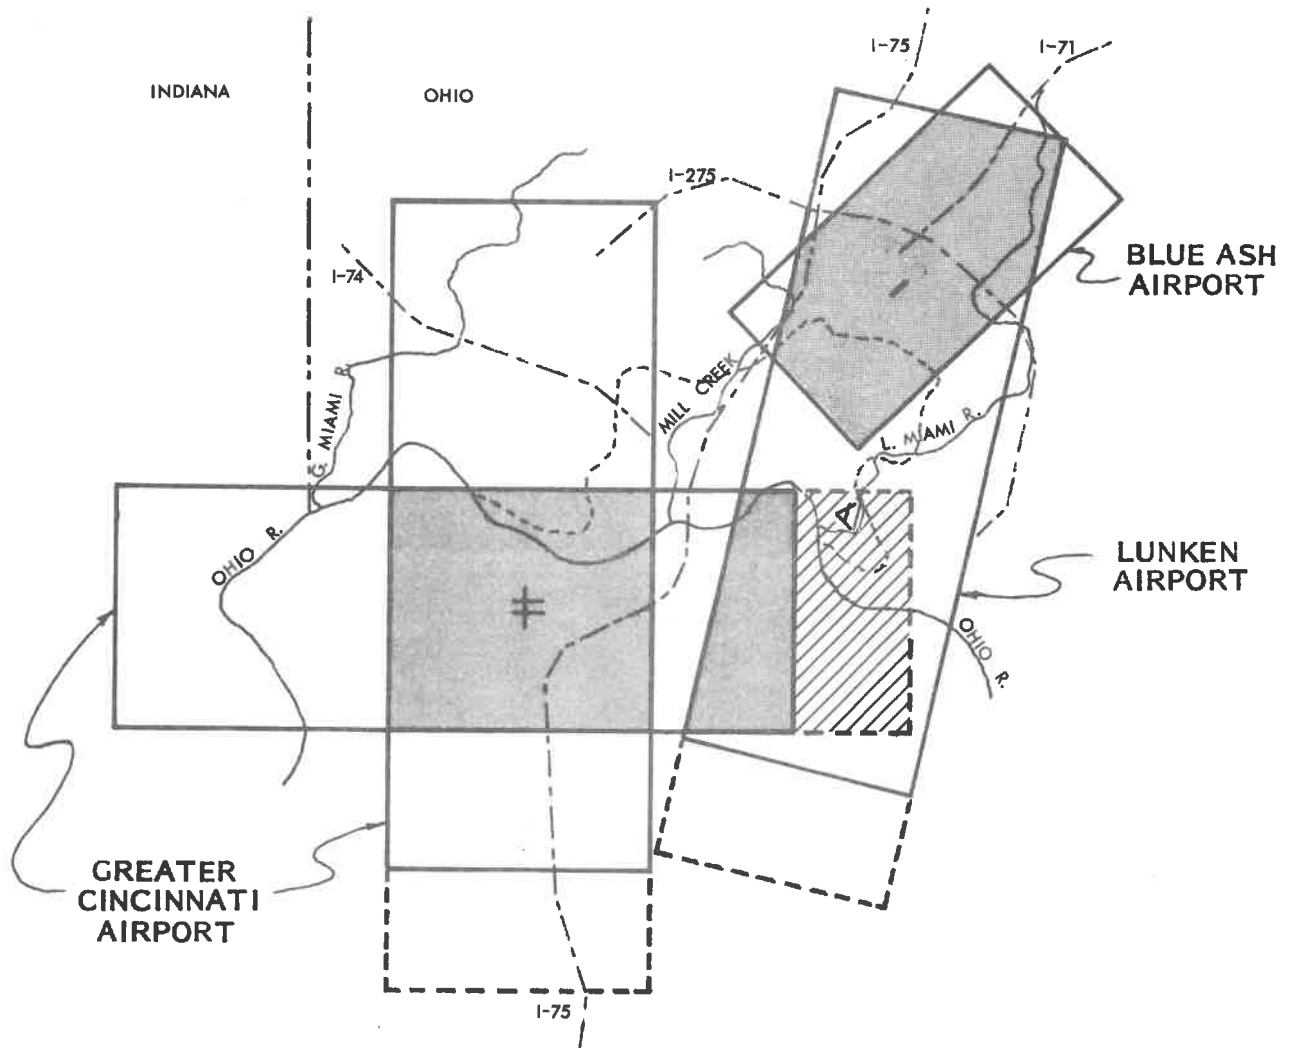 I-75
I-71
INDIANA
OHIO
I-275
BLUE ASH
AIRPORT
I-74
MILL CREEK
G. MIAMI R.
L. MIAMI R.
OHIO R.
LUNKEN
AIRPORT
OHIO R.
GREATER
CINCINNATI
AIRPORT
I-75